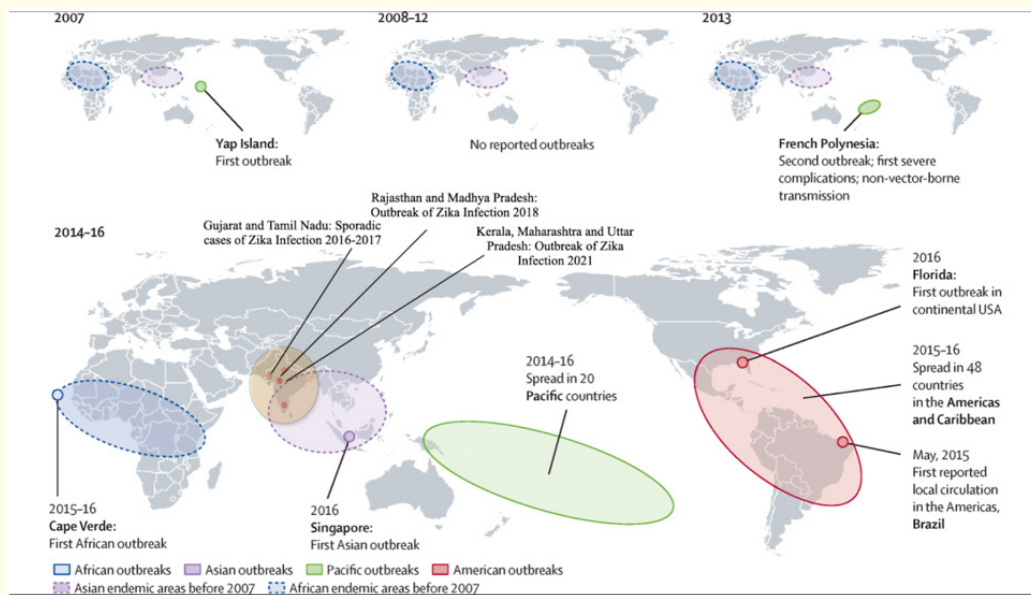 2007
2008–12
2013
Yap Island:
First outbreak
No reported outbreaks
French Polynesia:
Second outbreak; first severe
complications; non-vector-borne
transmission
2014–16
Gujarat and Tamil Nadu: Sporadic
cases of Zika Infection 2016-2017
Rajasthan and Madhya Pradesh:
Outbreak of Zika Infection 2018
Kerala, Maharashtra and Uttar
Pradesh: Outbreak of Zika
Infection 2021
2016
Florida:
First outbreak in
continental USA
2014–16
Spread in 20
Pacific countries
2015–16
Spread in 48
countries
in the Americas
and Caribbean
May, 2015
First reported
local circulation
in the Americas,
Brazil
2015–16
Cape Verde:
First African outbreak
2016
Singapore:
First Asian outbreak
African outbreaks
Asian outbreaks
Pacific outbreaks
American outbreaks
Asian endemic areas before 2007
African endemic areas before 2007